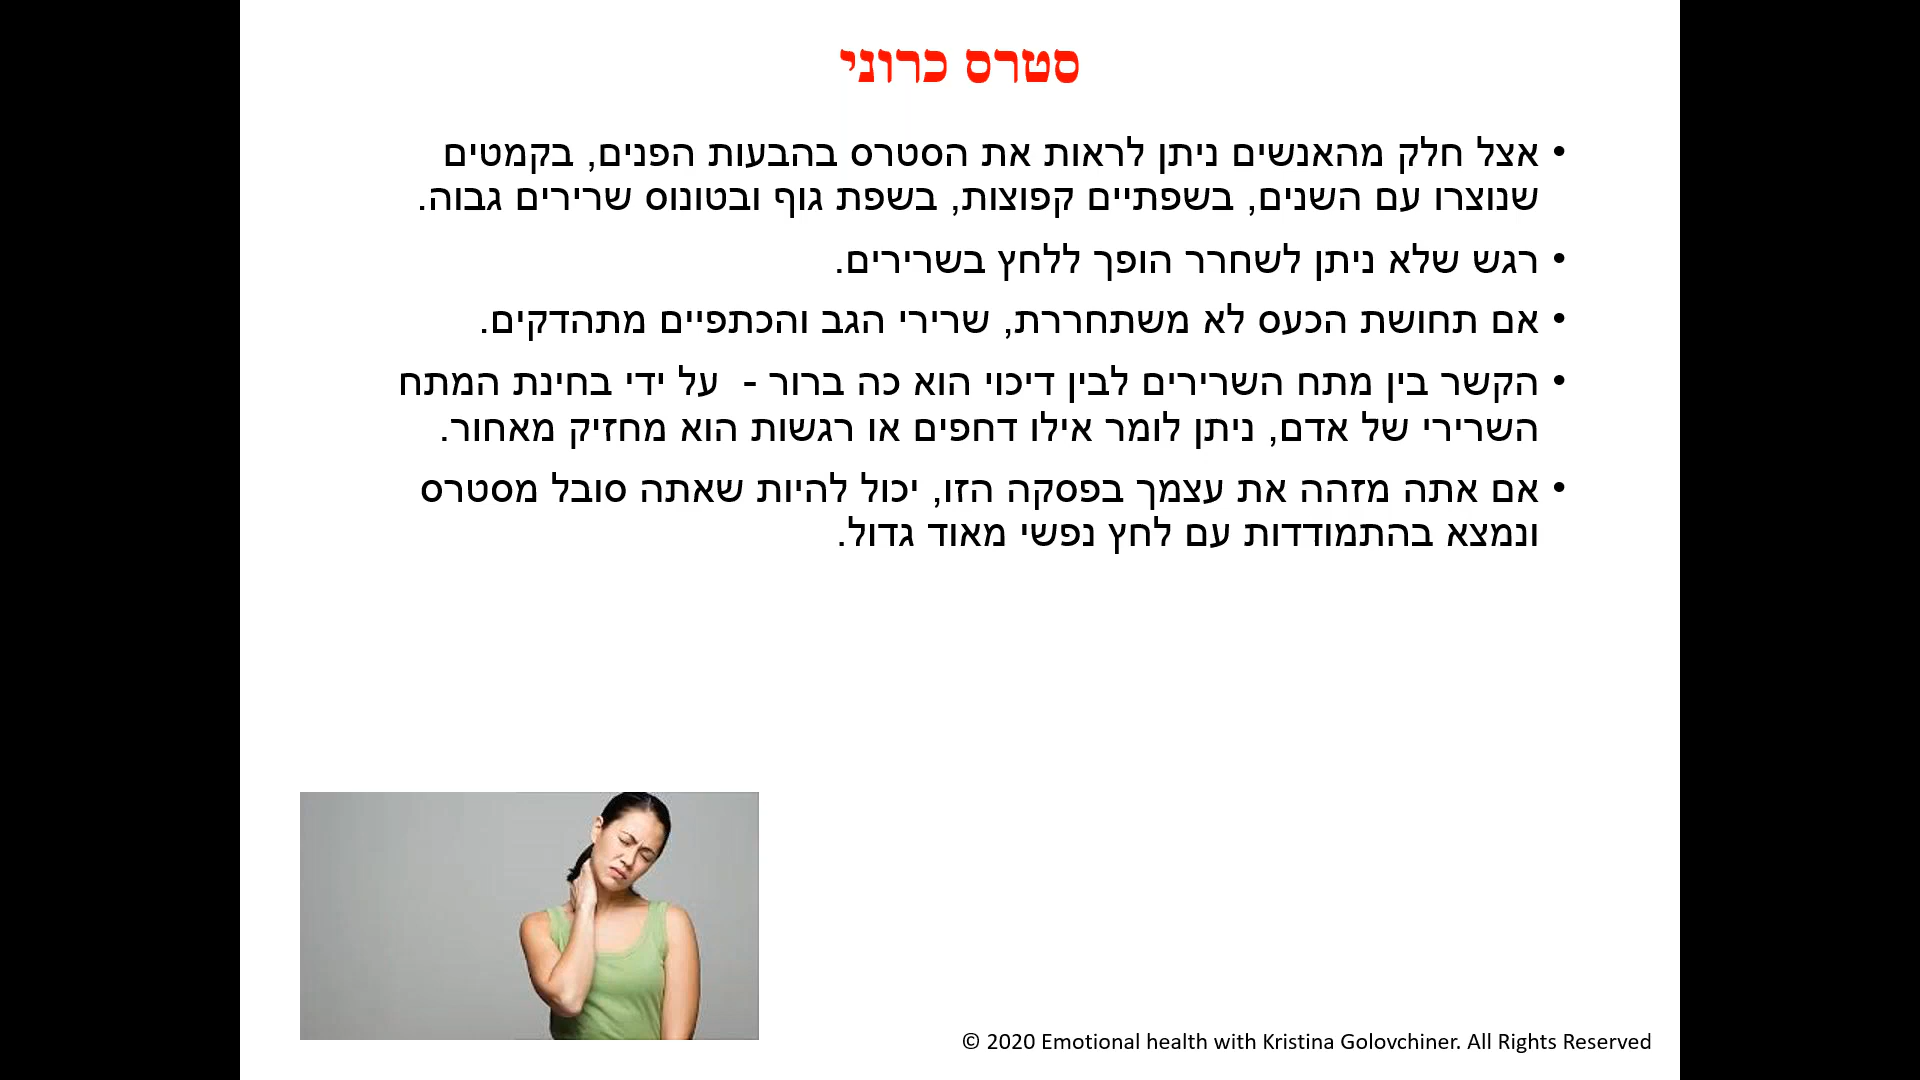 סטרס כרוני
• אצל חלק מהאנשים ניתן לראות את הסטרס בהבעות הפנים, בקמטים
שנוצרו עם השנים, בשפתיים קפוצות, בשפת גוף ובטונוס שרירים גבוה.
• רגש שלא ניתן לשחרר הופך ללחץ בשרירים.
• אם תחושת הכעס לא משתחררת, שרירי הגב והכתפיים מתהדקים.
• הקשר בין מתח השרירים לבין דיכוי הוא כה ברור -  על ידי בחינת המתח
השרירי של אדם, ניתן לומר אילו דחפים או רגשות הוא מחזיק מאחור.
• אם אתה מזהה את עצמך בפסקה הזו, יכול להיות שאתה סובל מסטרס
ונמצא בהתמודדות עם לחץ נפשי מאוד גדול.
© 2020 Emotional health with Kristina Golovchiner. All Rights Reserved